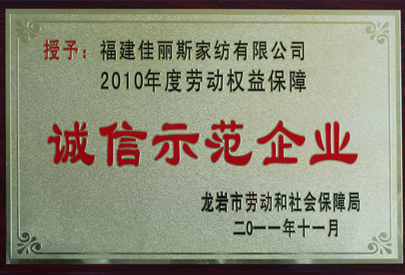 授予：福建佳丽斯家纺有限公司
2010年度劳动权益保障
诚信示范企业
龙岩市劳动和社会保障局
二O一一年十一月